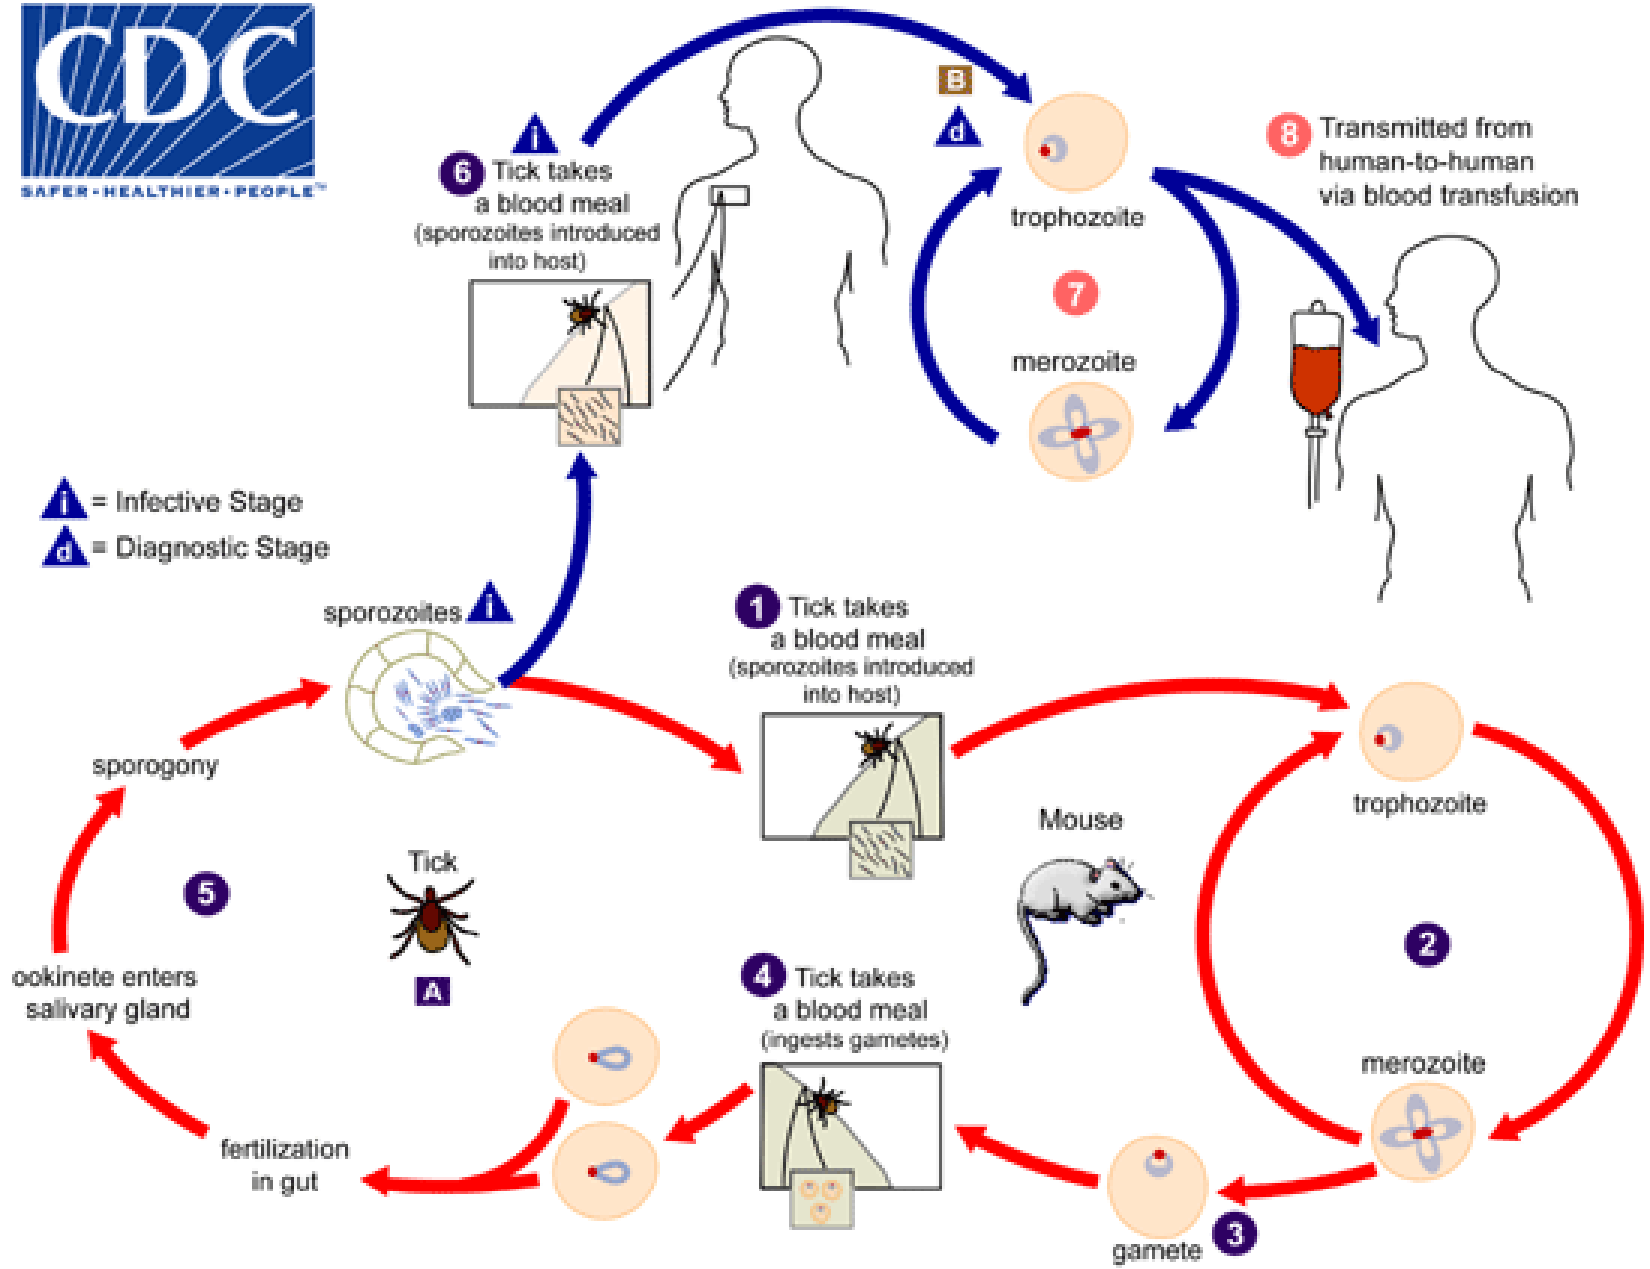 CDC
SAFER•HEALTHIER•PEOPLE™
i
6 Tick takes
a blood meal
(sporozoites introduced
into host)
B
d
trophozoite
7
merozoite
8 Transmitted from
human-to-human
via blood transfusion
i = Infective Stage
d = Diagnostic Stage
sporozoites i
1 Tick takes
a blood meal
(sporozoites introduced
into host)
sporogony
trophozoite
Mouse
Tick
5
A
2
ookinete enters
salivary gland
4 Tick takes
a blood meal
(ingests gametes)
merozoite
fertilization
in gut
gamete 3